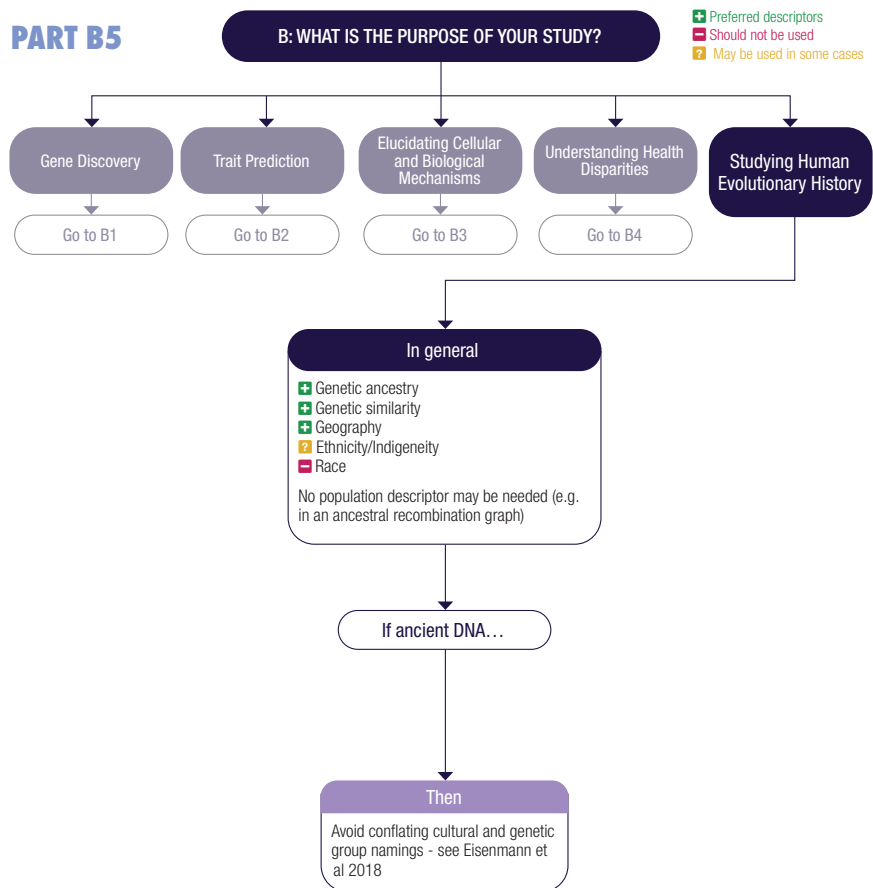 PART B5
B: WHAT IS THE PURPOSE OF YOUR STUDY?
+ Preferred descriptors
− Should not be used
? May be used in some cases
Gene Discovery
Trait Prediction
Elucidating Cellular
and Biological
Mechanisms
Understanding Health
Disparities
Studying Human
Evolutionary History
Go to B1
Go to B2
Go to B3
Go to B4
In general
+ Genetic ancestry
+ Genetic similarity
+ Geography
? Ethnicity/Indigeneity
− Race
No population descriptor may be needed (e.g.
in an ancestral recombination graph)
If ancient DNA…
Then
Avoid conflating cultural and genetic
group namings - see Eisenmann et
al 2018